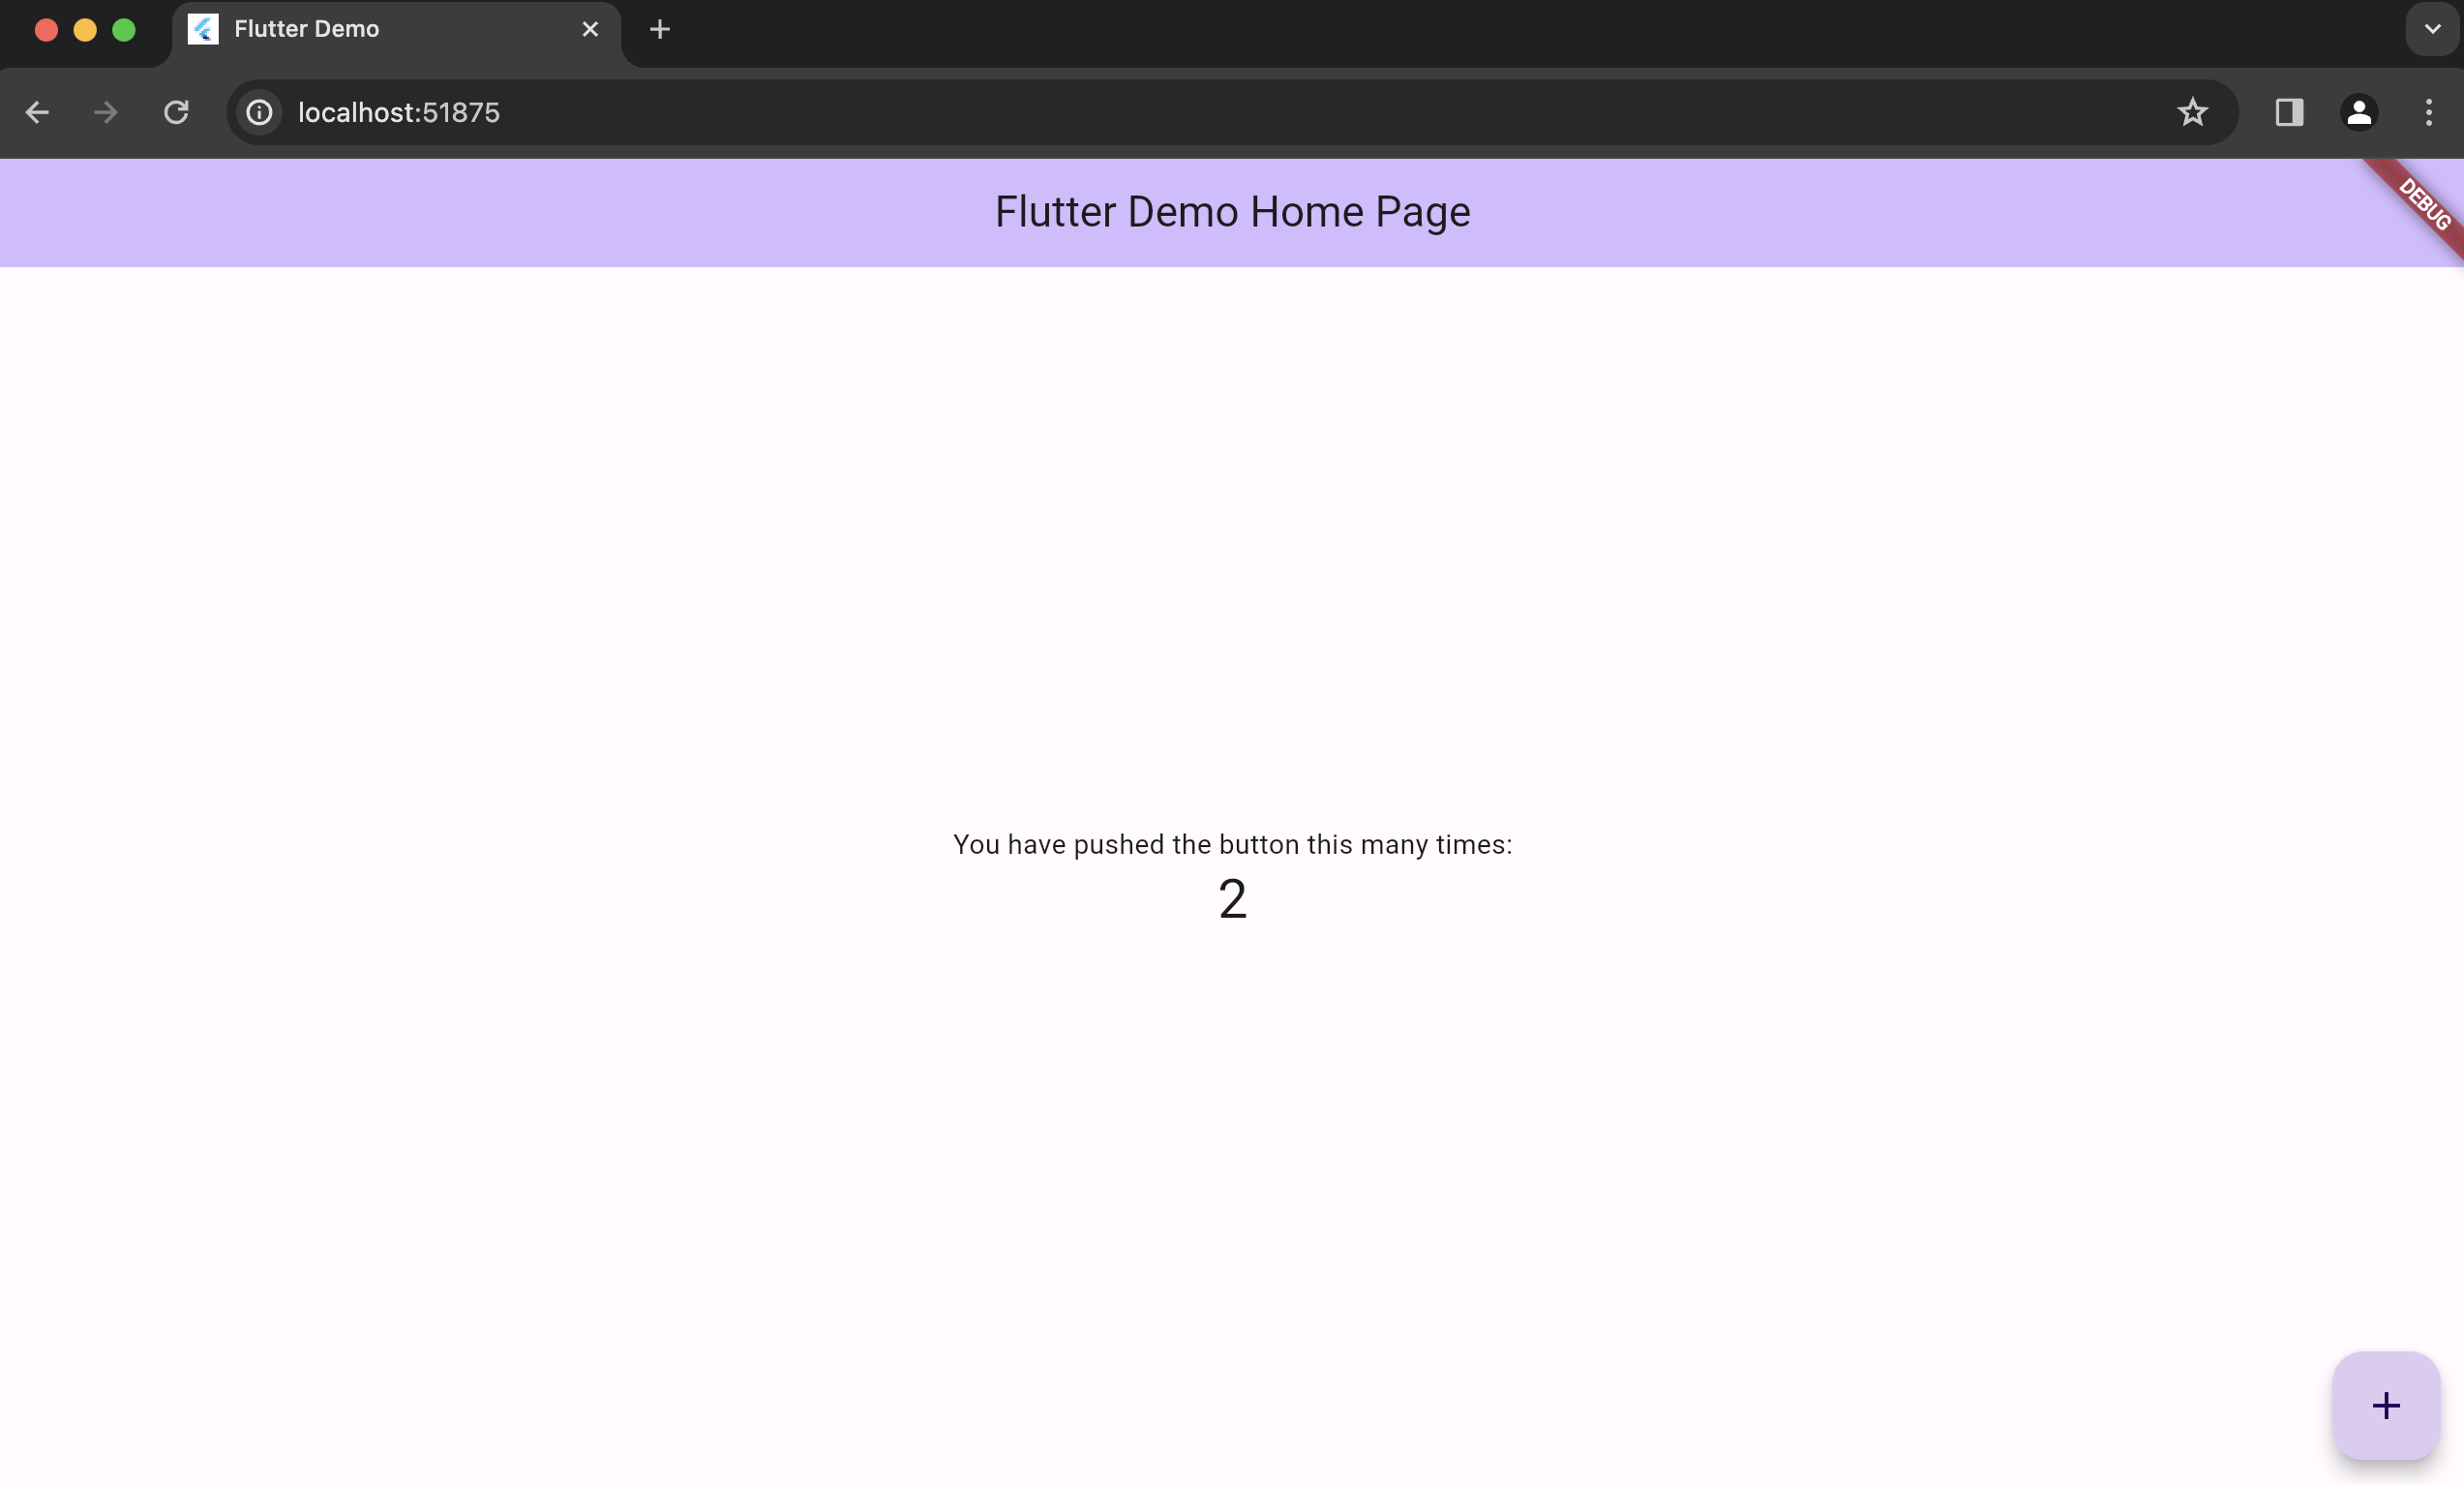 Flutter Demo
localhost:51875
Flutter Demo Home Page
DEBUG
You have pushed the button this many times:
2